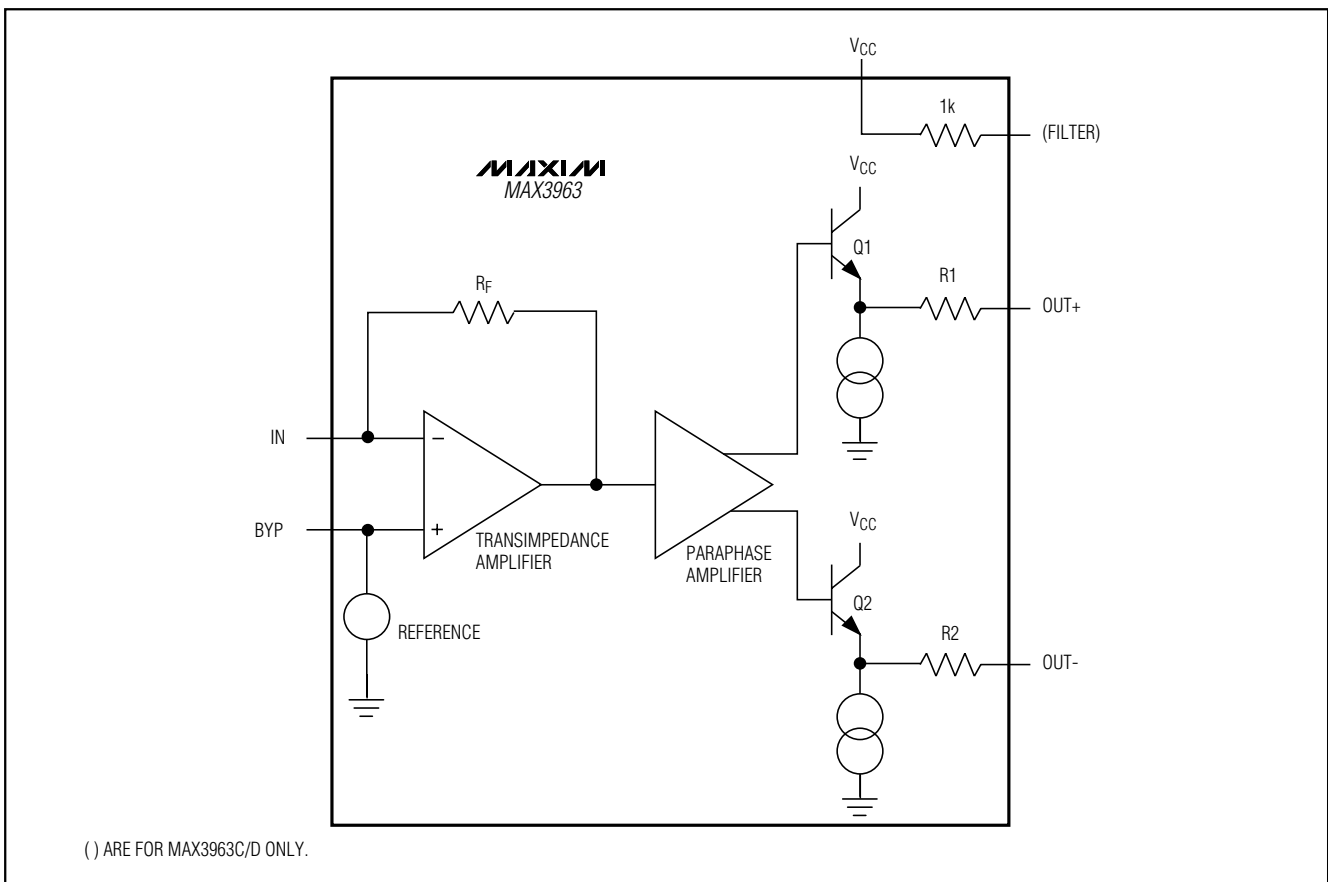 VCC
1k
(FILTER)
VCC
MAXIM
MAX3963
Q1
RF
R1
OUT+
IN
−
BYP
+
TRANSIMPEDANCE
AMPLIFIER
PARAPHASE
AMPLIFIER
VCC
Q2
REFERENCE
R2
OUT-
( ) ARE FOR MAX3963C/D ONLY.